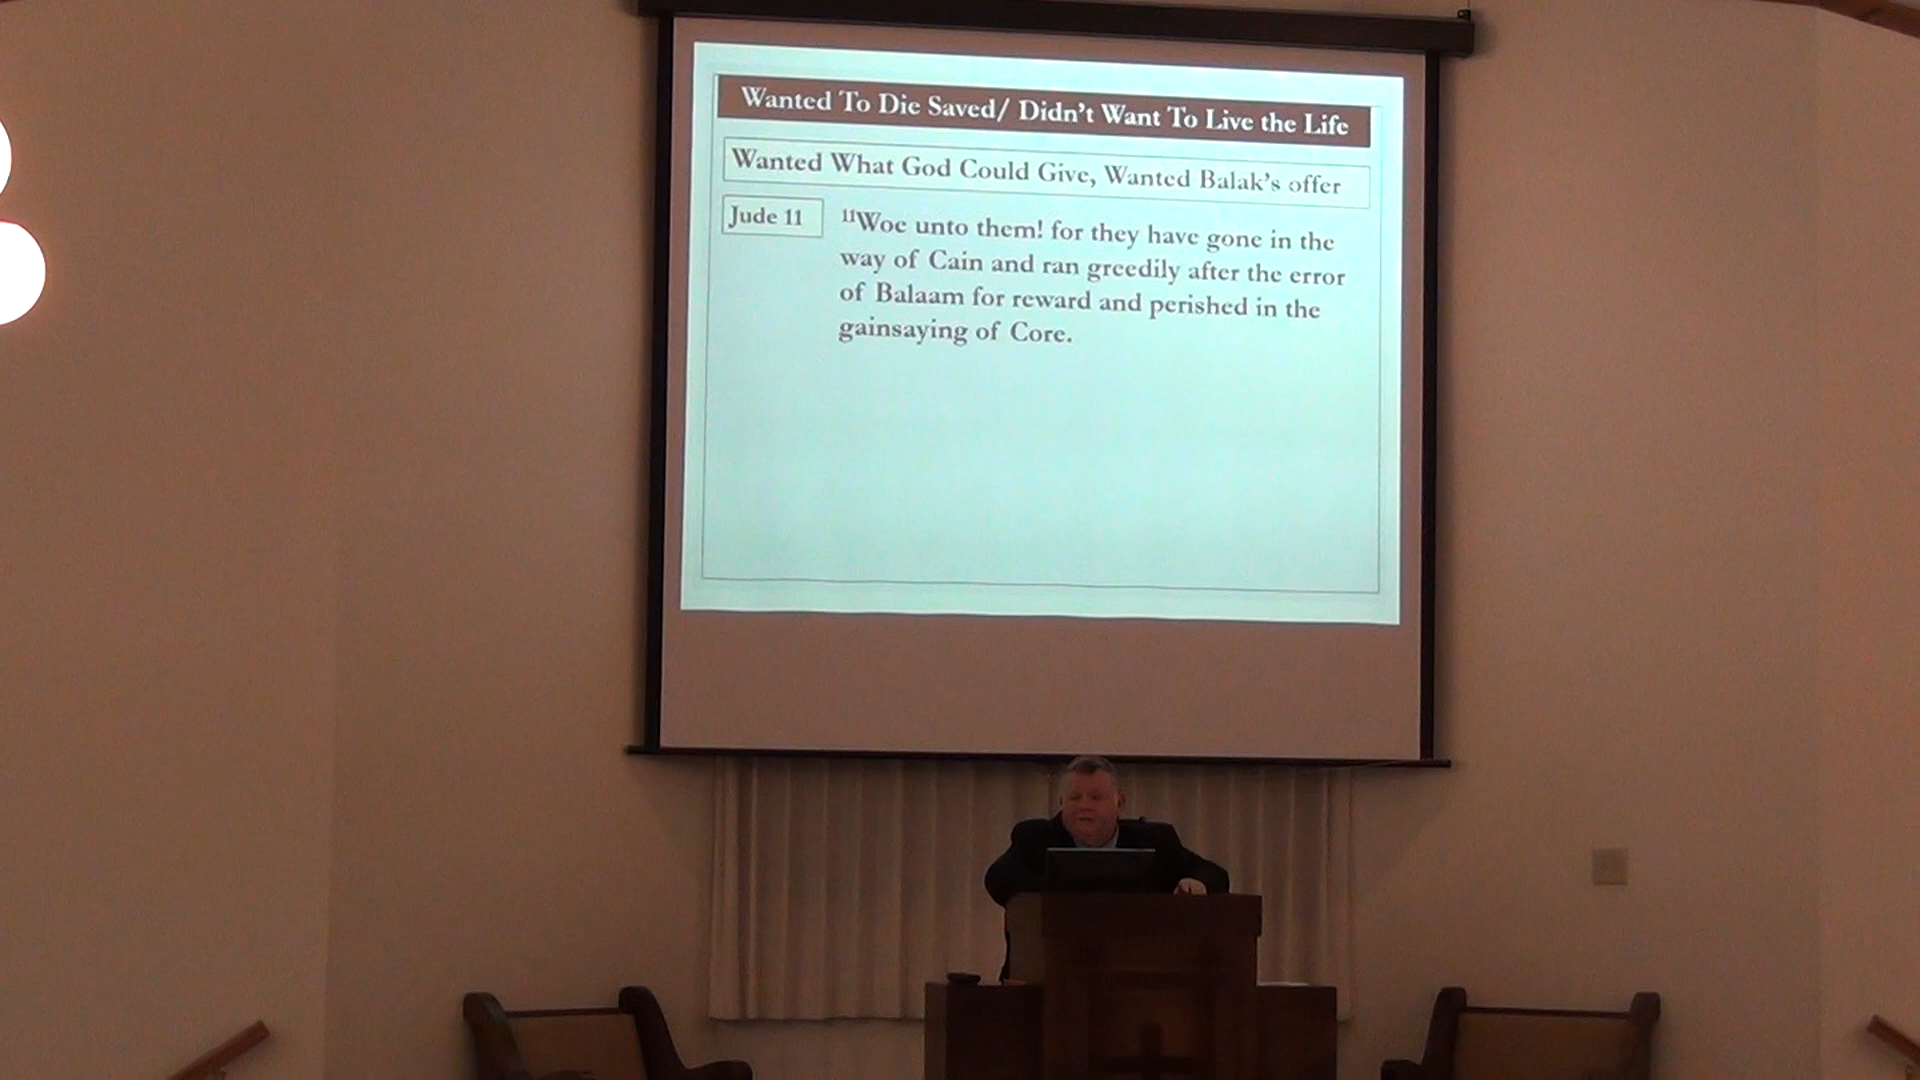 Wanted To Die Saved/ Didn't Want To Live the Life
Wanted What God Could Give, Wanted Balak's offer
Jude 11
11Woe unto them! for they have gone in the
way of Cain and ran greedily after the error
of Balaam for reward and perished in the
gainsaying of Core.